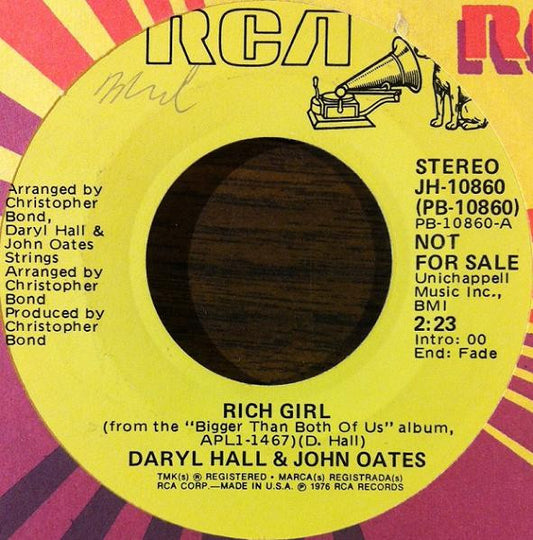 RCA
R
Arranged by
Christopher
Bond,
Daryl Hall &
John Oates
Strings
Arranged by
Christopher
Bond
Produced by
Christopher
Bond
STEREO
JH-10860
(PB-10860)
PB-10860-A
NOT
FOR SALE
Unichappell
Music Inc.,
BMI
2:23
Intro: 00
End: Fade
RICH GIRL
(from the "Bigger Than Both Of Us" album,
APL1-1467)(D. Hall)
DARYL HALL & JOHN OATES
TMK(s) ® REGISTERED • MARCA(s) REGISTRADA(s)
RCA CORP.—MADE IN U.S.A. ℗ 1976 RCA RECORDS